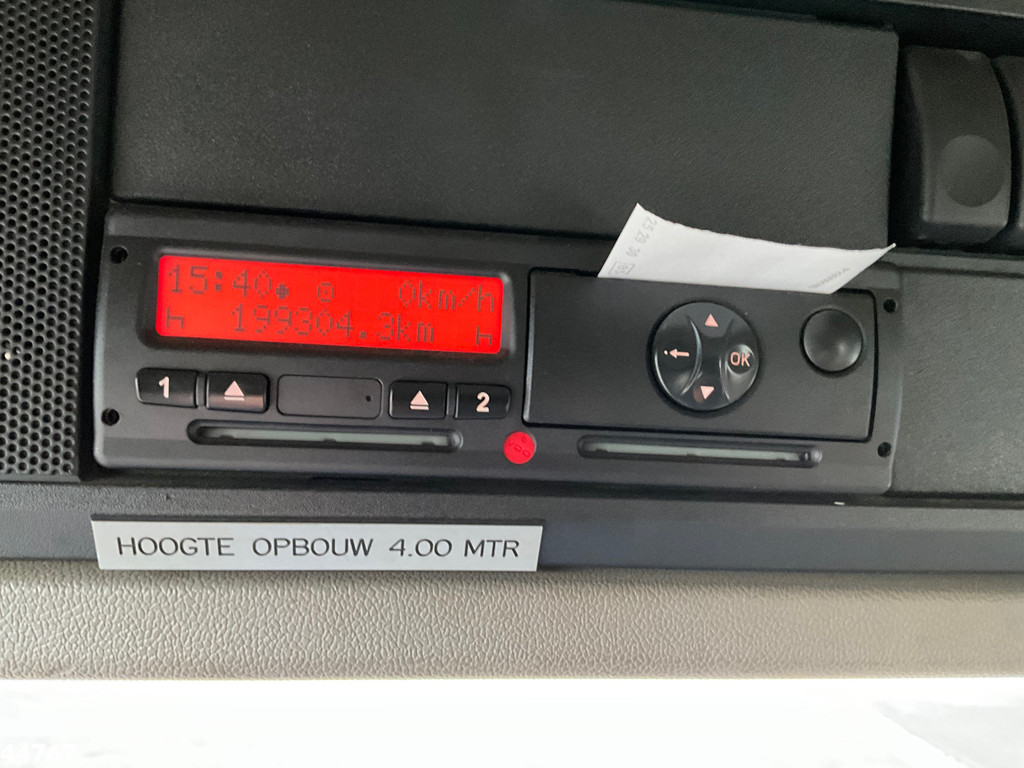 15:40 0km/h
h 199304.3km h
1 2
OK
HOOGTE OPBOUW 4.00 MTR